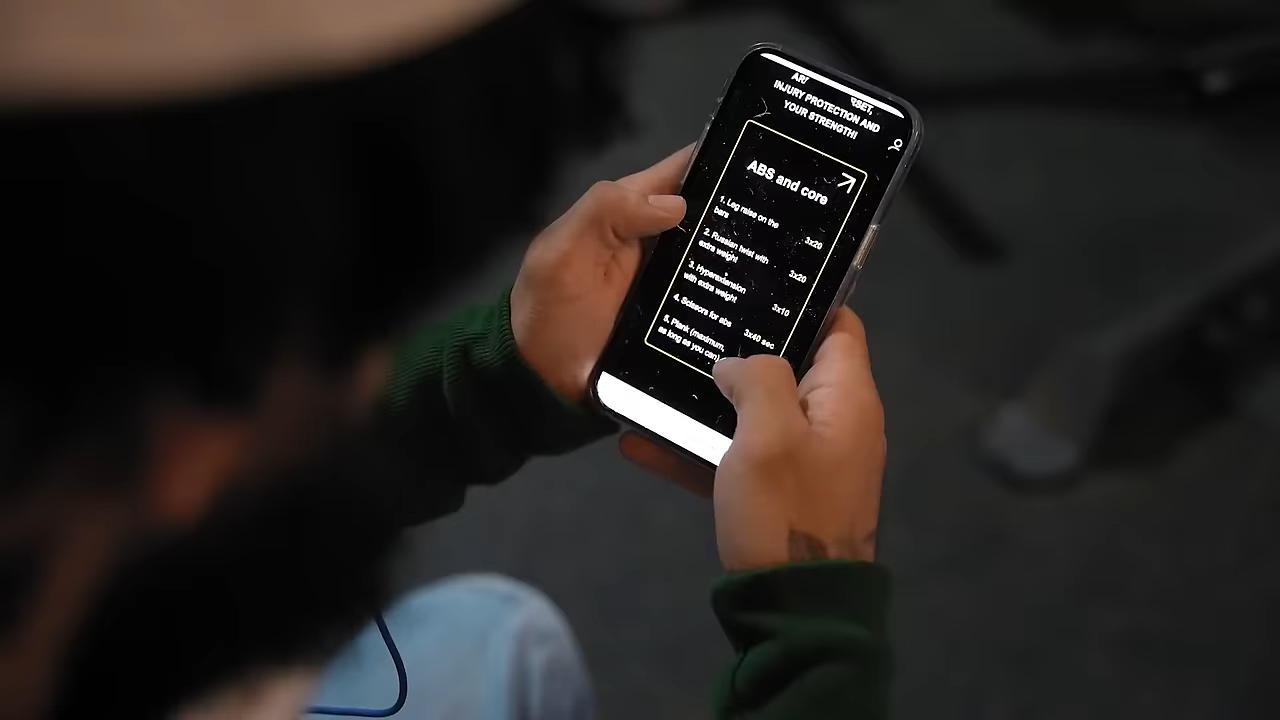 INJURY PROTECTION AND
YOUR STRENGTH!
ABS and core
1. Leg raise on the
bars
3x20
2. Russian twist with
extra weight
3x20
3. Hyperextension
with extra weight
3x10
4. Scissors for abs
3x40 sec
5. Plank (maximum,
as long as you can)